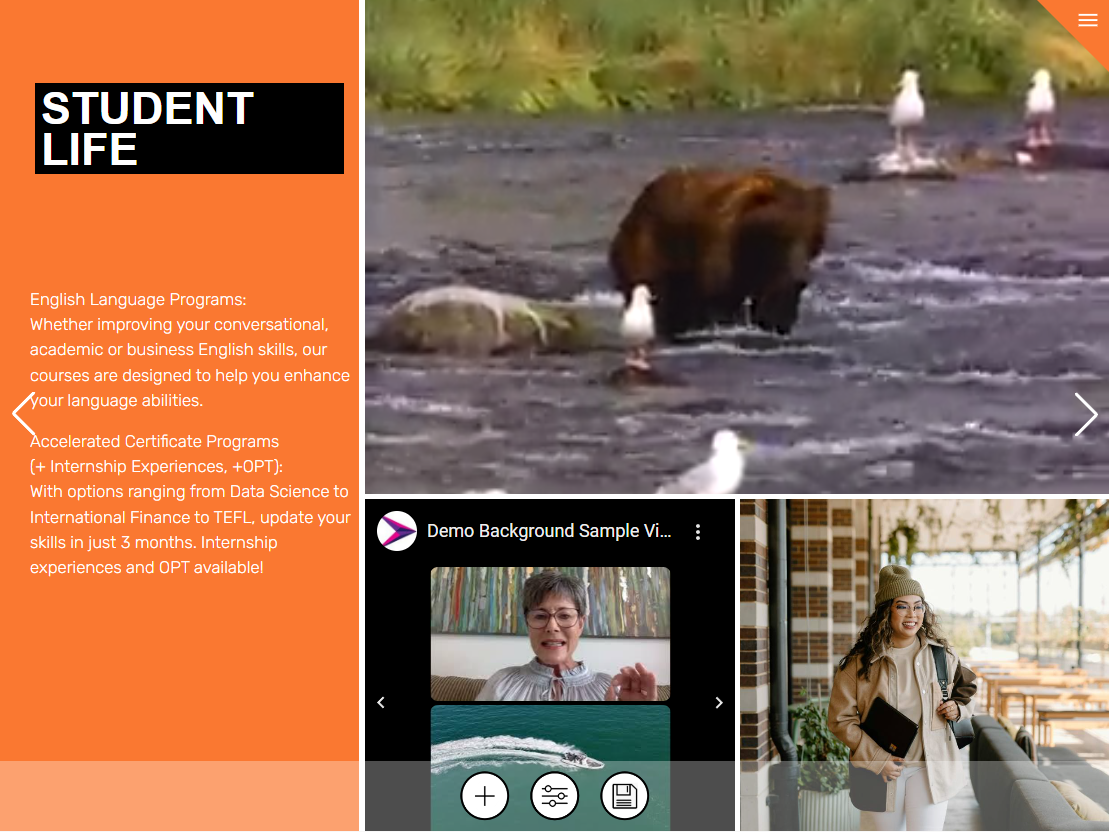 STUDENT
LIFE
English Language Programs:
Whether improving your conversational,
academic or business English skills, our
courses are designed to help you enhance
your language abilities.
Accelerated Certificate Programs
(+ Internship Experiences, +OPT):
With options ranging from Data Science to
International Finance to TEFL, update your
skills in just 3 months. Internship
experiences and OPT available!
Demo Background Sample Vi...